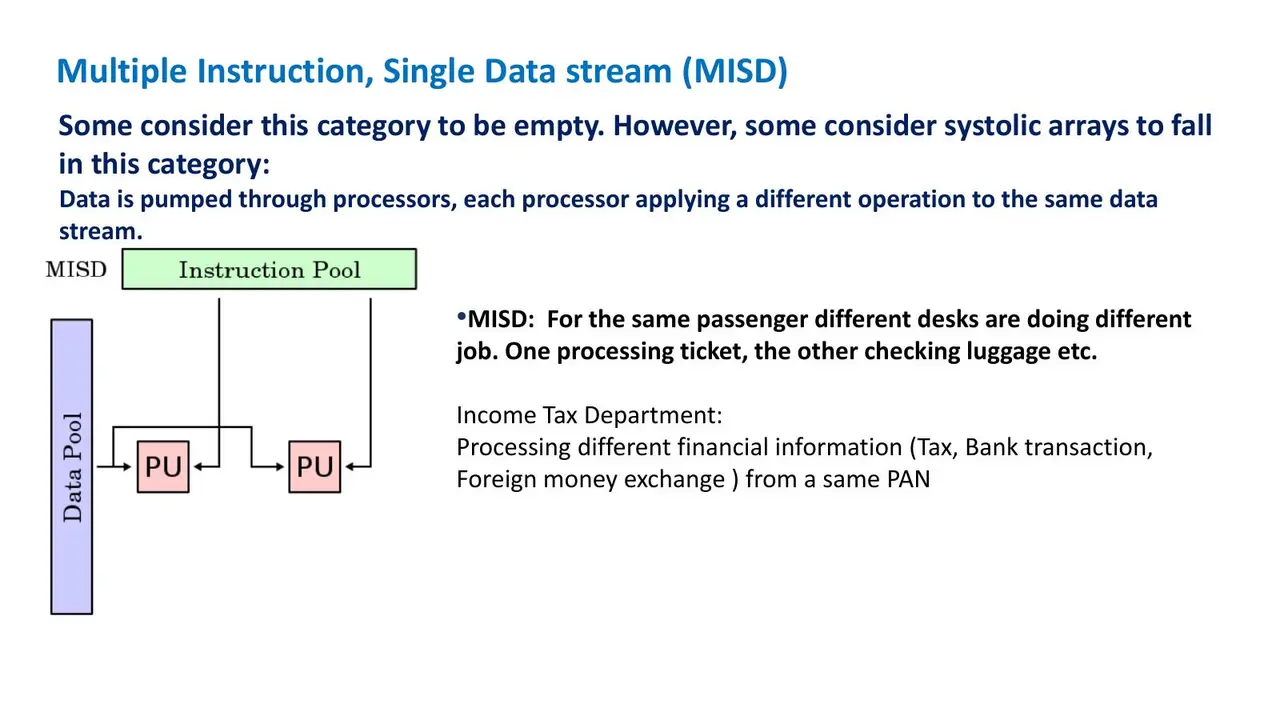 Multiple Instruction, Single Data stream (MISD)
Some consider this category to be empty. However, some consider systolic arrays to fall
in this category:
Data is pumped through processors, each processor applying a different operation to the same data
stream.
MISD
Instruction Pool
Data Pool
PU
PU
•MISD:  For the same passenger different desks are doing different
job. One processing ticket, the other checking luggage etc.
Income Tax Department:
Processing different financial information (Tax, Bank transaction,
Foreign money exchange ) from a same PAN